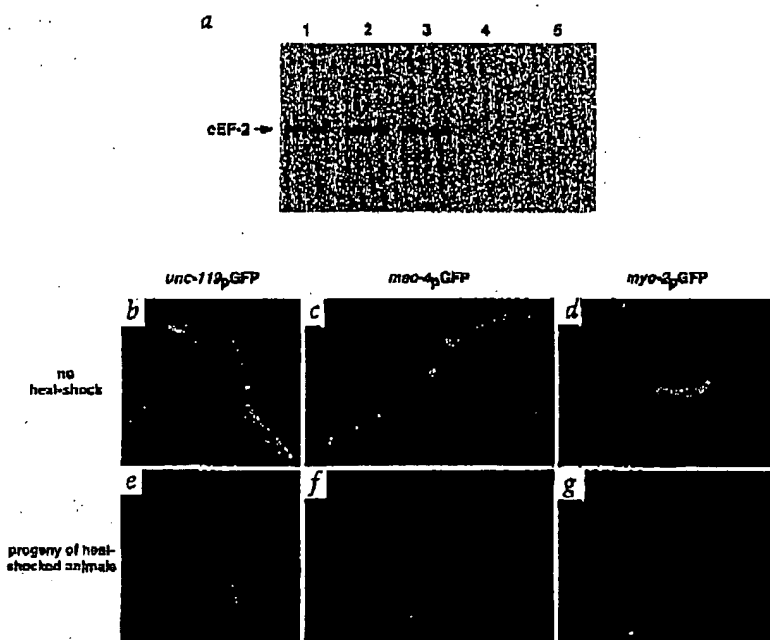 a
1 2 3 4 5
eEF-2
unc-119pGFP mec-4pGFP myo-2pGFP
b c d
no
heat-shock
e f g
progeny of heat-
shocked animals